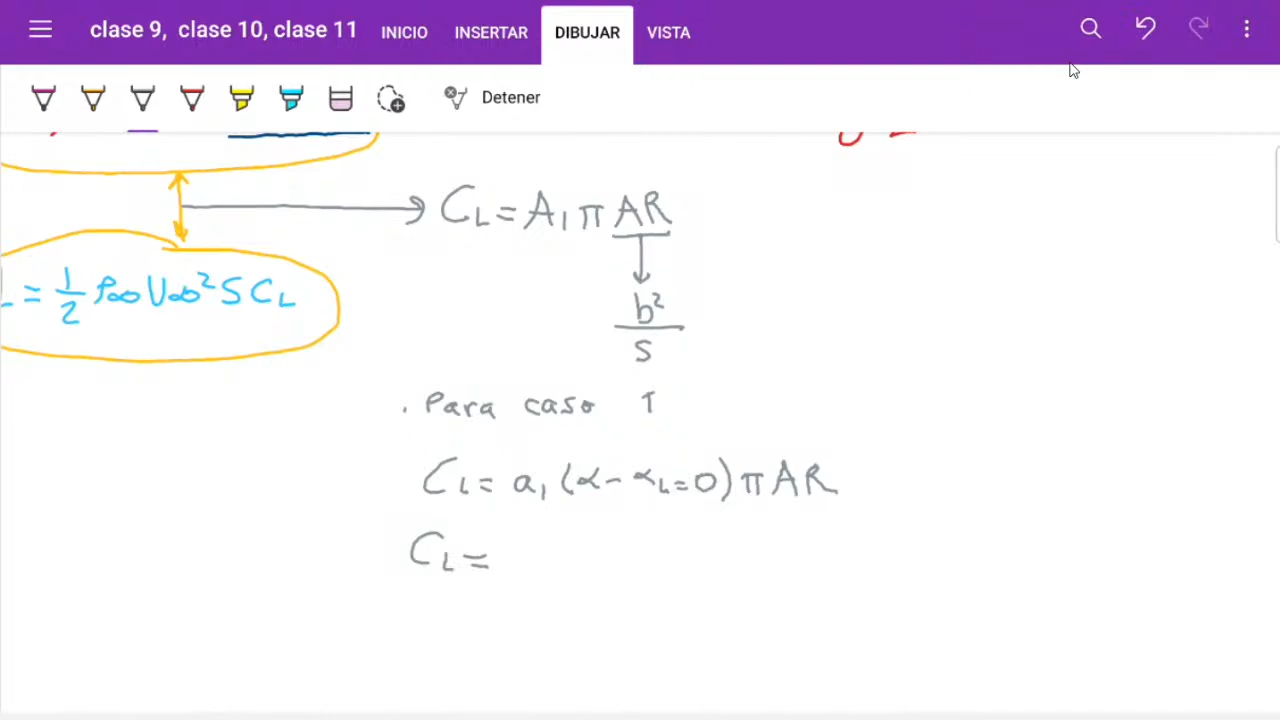 clase 9, clase 10, clase 11 INICIO INSERTAR DIBUJAR VISTA
Detener
C_L = A_1 π AR
b²
S
L = 1/2 ρ∞ V∞² S C_L
. Para caso 1
C_L = a_1 (α - α_L=0) π AR
C_L =